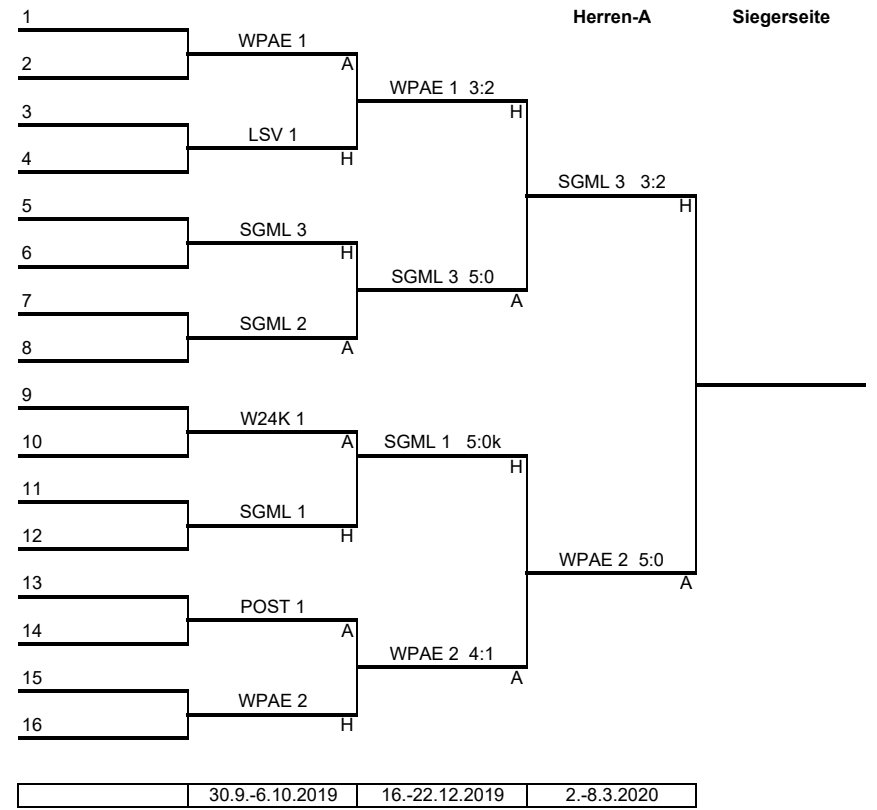 1
Herren-A
Siegerseite
WPAE 1
2
A
WPAE 1 3:2
3
H
LSV 1
4
H
SGML 3 3:2
5
H
SGML 3
6
H
SGML 3 5:0
7
A
SGML 2
8
A
9
W24K 1
10
A
SGML 1 5:0k
H
11
SGML 1
12
H
WPAE 2 5:0
13
A
POST 1
14
A
WPAE 2 4:1
15
A
WPAE 2
16
H
30.9.-6.10.2019
16.-22.12.2019
2.-8.3.2020